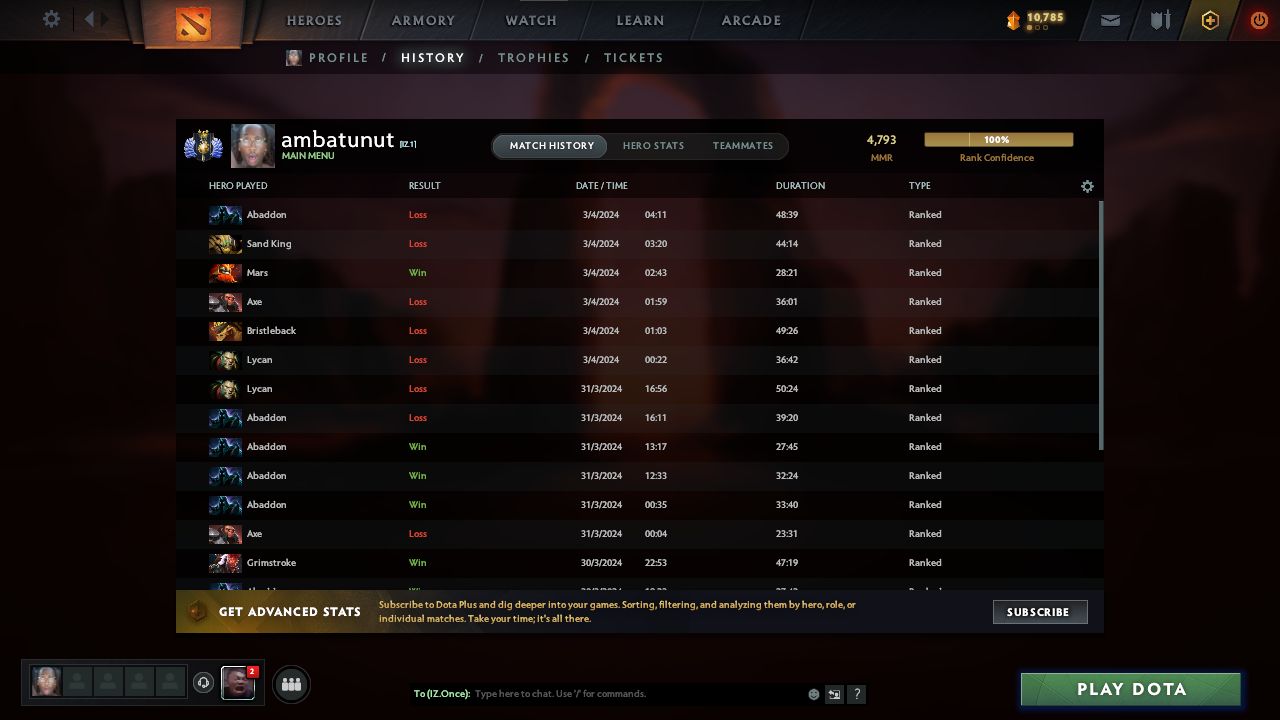 HEROES ARMORY WATCH LEARN ARCADE 10,785
PROFILE / HISTORY / TROPHIES / TICKETS
ambatunut [IZ.1]
MAIN MENU
MATCH HISTORY HERO STATS TEAMMATES
4,793
MMR
100%
Rank Confidence
HERO PLAYED RESULT DATE / TIME DURATION TYPE
Abaddon Loss 3/4/2024 04:11 48:39 Ranked
Sand King Loss 3/4/2024 03:20 44:14 Ranked
Mars Win 3/4/2024 02:43 28:21 Ranked
Axe Loss 3/4/2024 01:59 36:01 Ranked
Bristleback Loss 3/4/2024 01:03 49:26 Ranked
Lycan Loss 3/4/2024 00:22 36:42 Ranked
Lycan Loss 31/3/2024 16:56 50:24 Ranked
Abaddon Loss 31/3/2024 16:11 39:20 Ranked
Abaddon Win 31/3/2024 13:17 27:45 Ranked
Abaddon Win 31/3/2024 12:33 32:24 Ranked
Abaddon Win 31/3/2024 00:35 33:40 Ranked
Axe Loss 31/3/2024 00:04 23:31 Ranked
Grimstroke Win 30/3/2024 22:53 47:19 Ranked
GET ADVANCED STATS
Subscribe to Dota Plus and dig deeper into your games. Sorting, filtering, and analyzing them by hero, role, or
individual matches. Take your time; it's all there.
SUBSCRIBE
2
To (IZ.Once): Type here to chat. Use '/' for commands.
?
PLAY DOTA